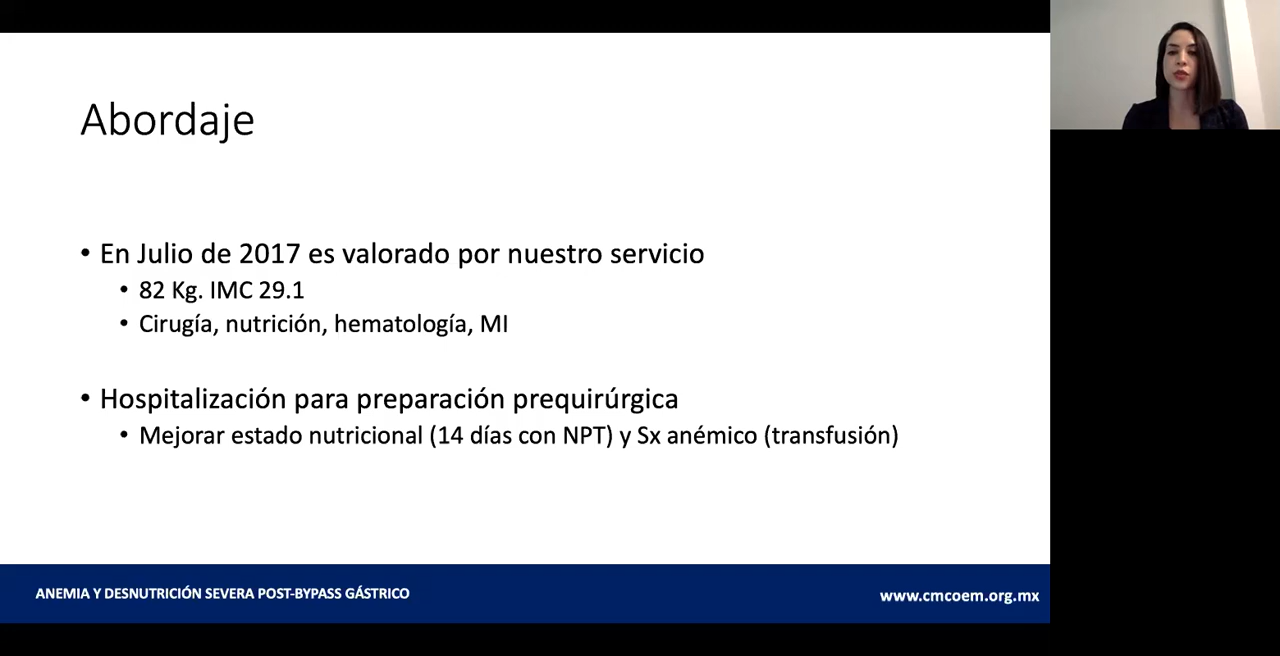 Abordaje
• En Julio de 2017 es valorado por nuestro servicio
• 82 Kg. IMC 29.1
• Cirugía, nutrición, hematología, MI
• Hospitalización para preparación prequirúrgica
• Mejorar estado nutricional (14 días con NPT) y Sx anémico (transfusión)
ANEMIA Y DESNUTRICIÓN SEVERA POST-BYPASS GÁSTRICO
www.cmcoem.org.mx